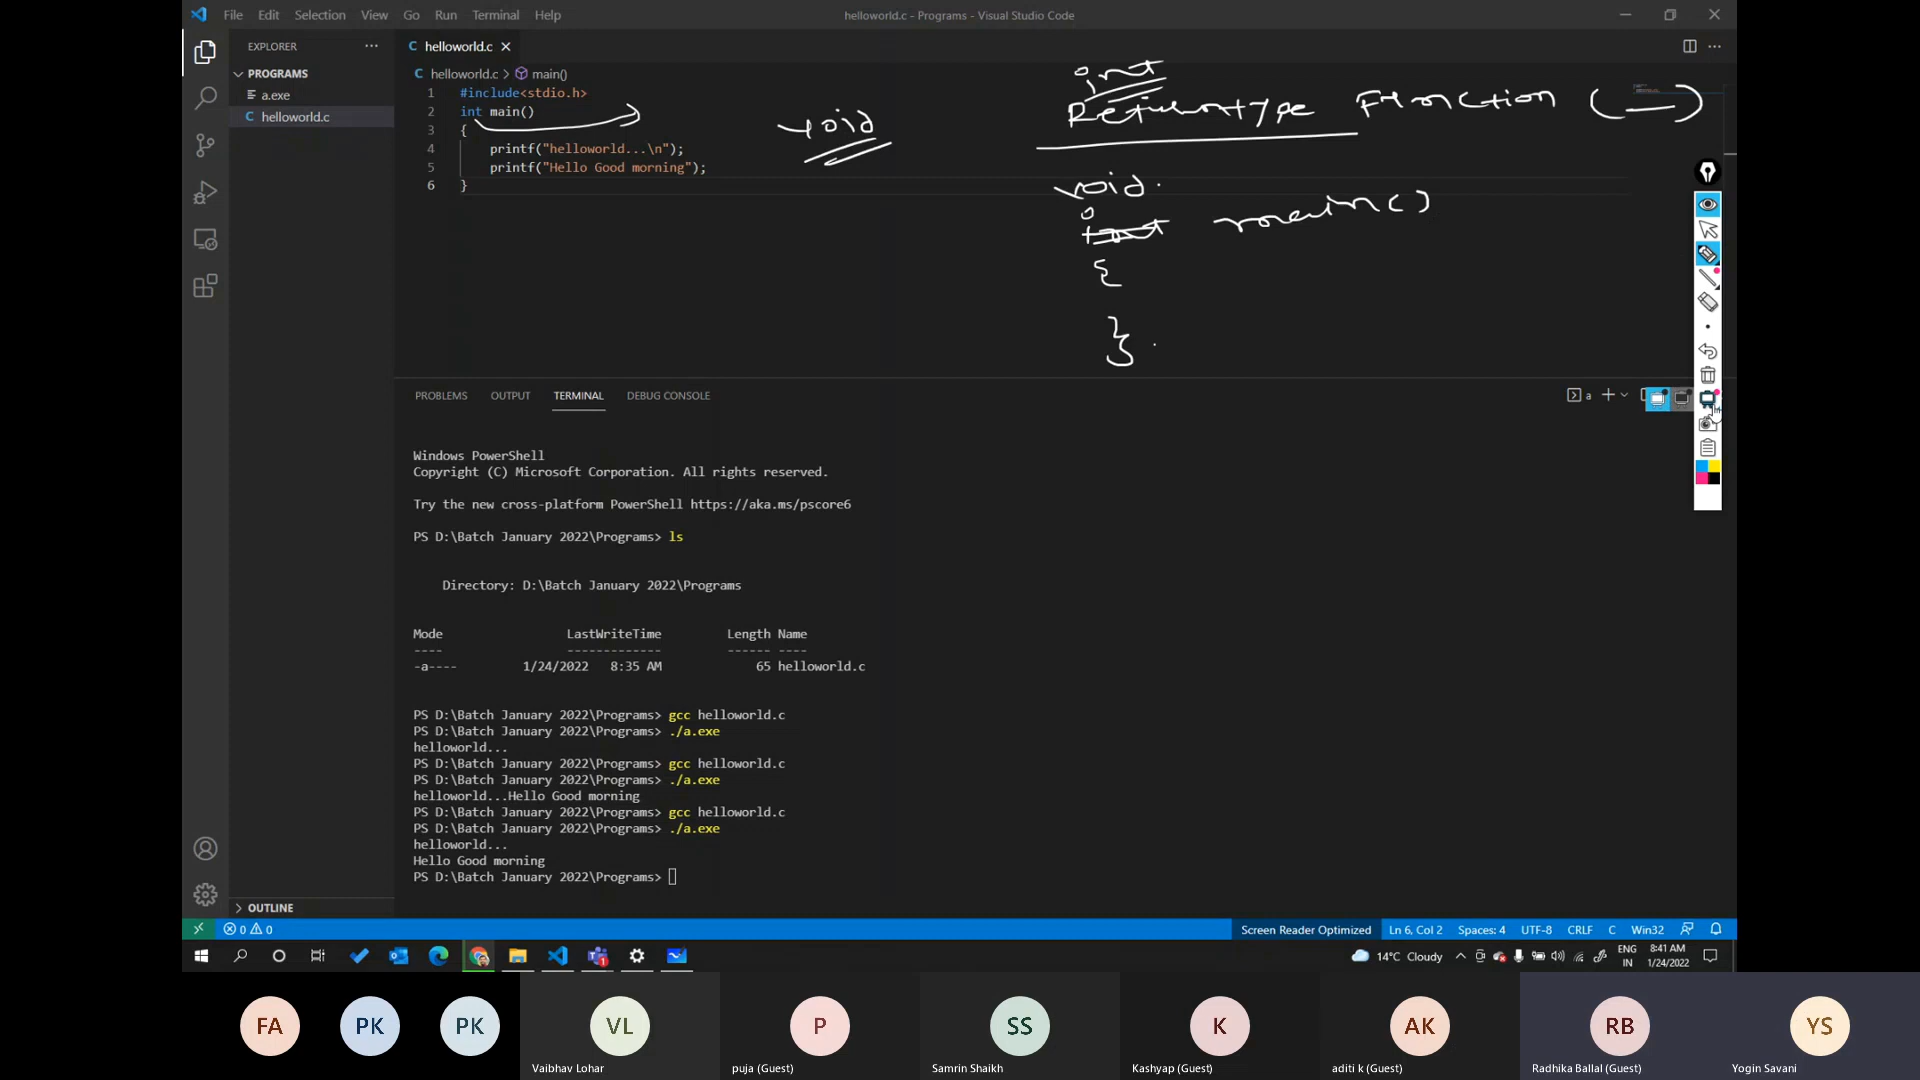 File Edit Selection View Go Run Terminal Help
helloworld.c - Programs - Visual Studio Code
EXPLORER
PROGRAMS
a.exe
C helloworld.c
C helloworld.c
C helloworld.c > main()
1 #include<stdio.h>
2 int main()
3 {
4 printf("helloworld...\n");
5 printf("Hello Good morning");
6 }
void
int
Returntype Function (—)
void
int main()
{
}
PROBLEMS OUTPUT TERMINAL DEBUG CONSOLE
a
Windows PowerShell
Copyright (C) Microsoft Corporation. All rights reserved.
Try the new cross-platform PowerShell https://aka.ms/pscore6
PS D:\Batch January 2022\Programs> ls
Directory: D:\Batch January 2022\Programs
Mode LastWriteTime Length Name
---- ------------- ------ ----
-a---- 1/24/2022 8:35 AM 65 helloworld.c
PS D:\Batch January 2022\Programs> gcc helloworld.c
PS D:\Batch January 2022\Programs> ./a.exe
helloworld...
PS D:\Batch January 2022\Programs> gcc helloworld.c
PS D:\Batch January 2022\Programs> ./a.exe
helloworld...Hello Good morning
PS D:\Batch January 2022\Programs> gcc helloworld.c
PS D:\Batch January 2022\Programs> ./a.exe
helloworld...
Hello Good morning
PS D:\Batch January 2022\Programs>
OUTLINE
0 0
Screen Reader Optimized Ln 6, Col 2 Spaces: 4 UTF-8 CRLF C Win32
14°C Cloudy
ENG
IN
8:41 AM
1/24/2022
FA PK PK VL P SS K AK RB YS
Vaibhav Lohar puja (Guest) Samrin Shaikh Kashyap (Guest) aditi k (Guest) Radhika Ballal (Guest) Yogin Savani